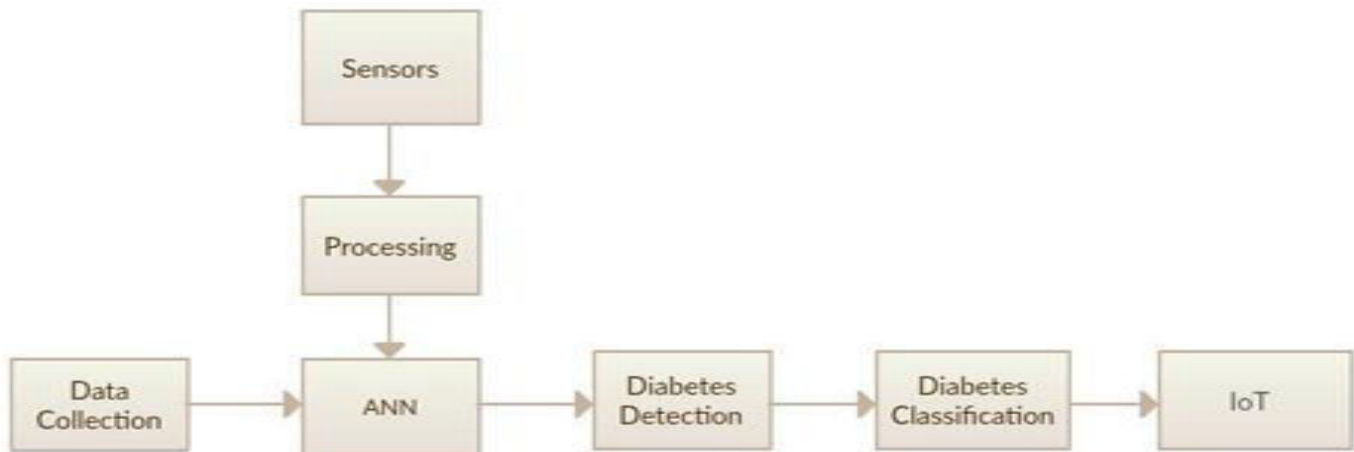 Sensors
Processing
Data
Collection
ANN
Diabetes
Detection
Diabetes
Classification
IoT